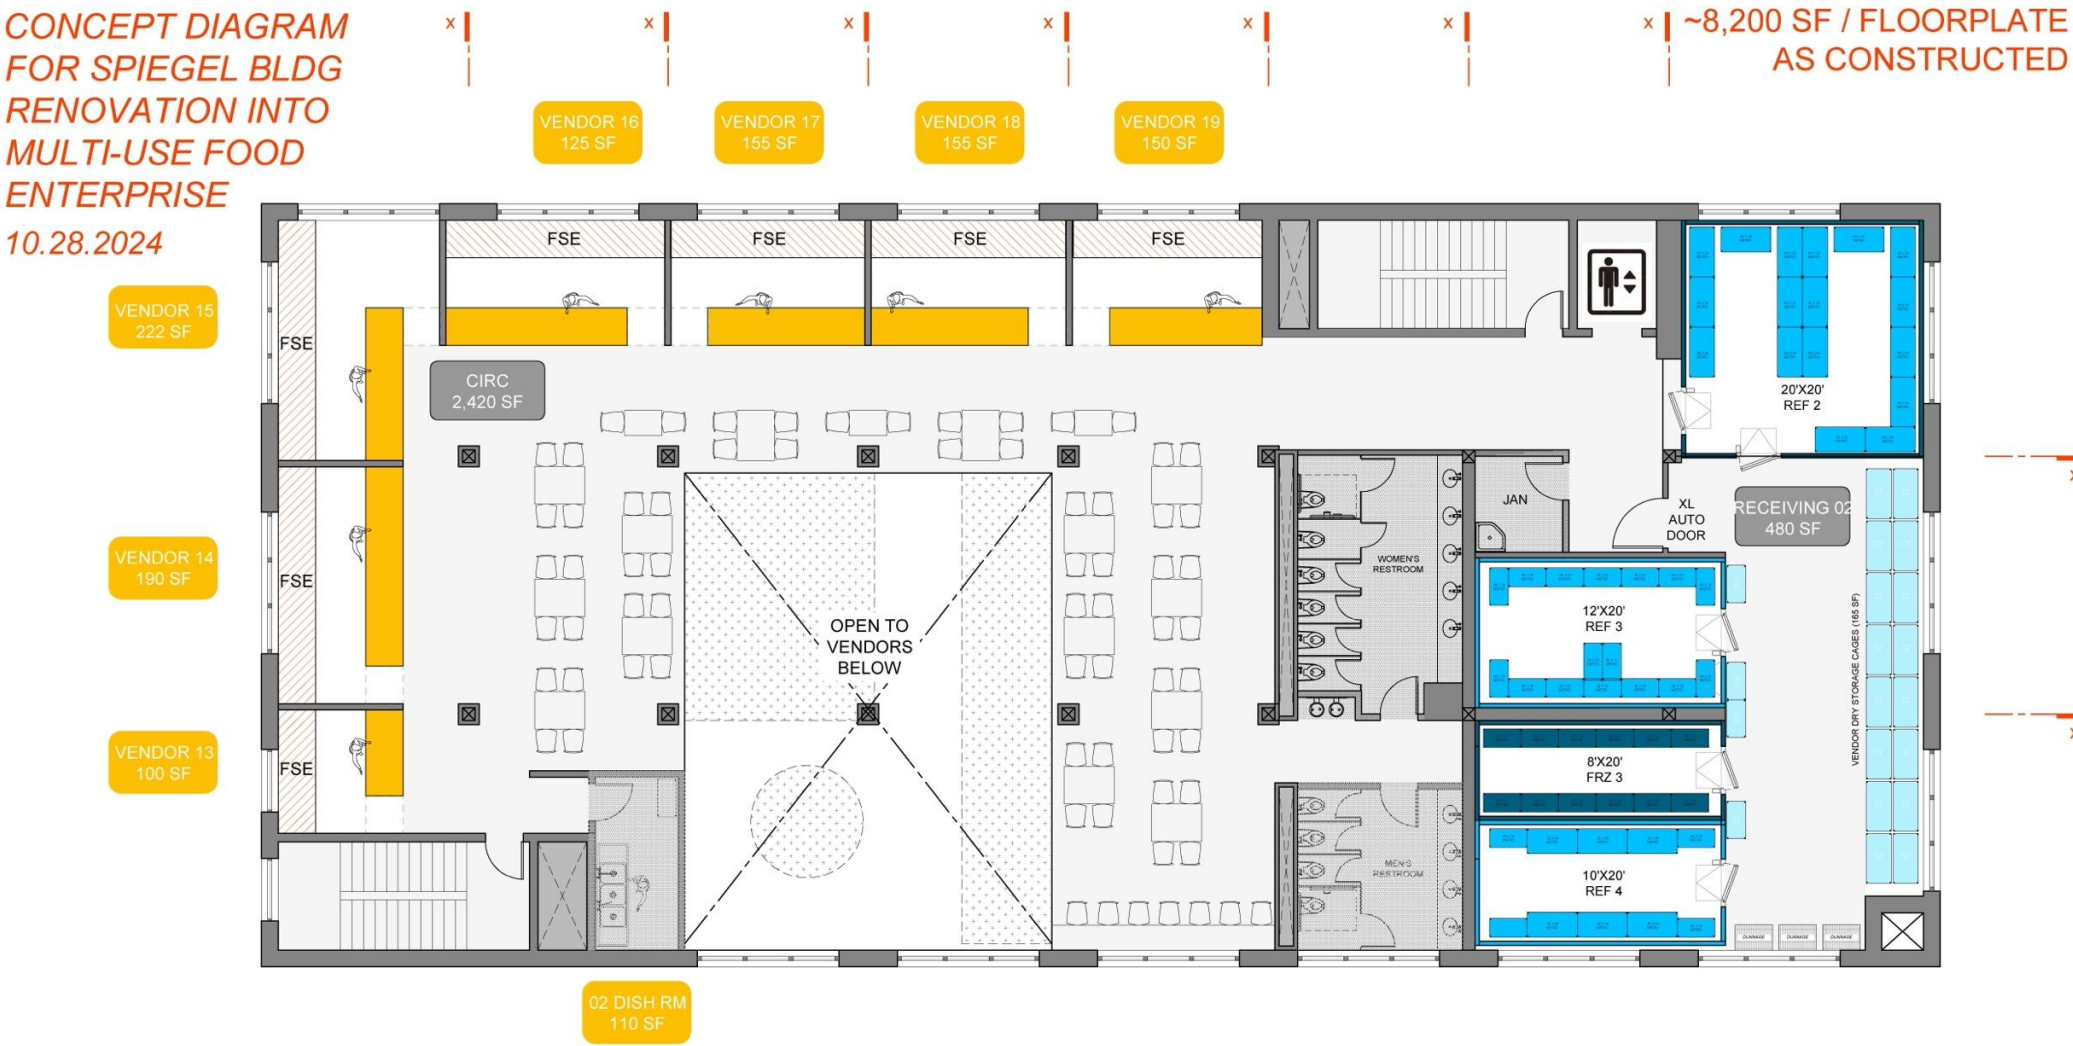 CONCEPT DIAGRAM
FOR SPIEGEL BLDG
RENOVATION INTO
MULTI-USE FOOD
ENTERPRISE
10.28.2024
~8,200 SF / FLOORPLATE
AS CONSTRUCTED
X X X X X X X
VENDOR 16
125 SF
VENDOR 17
155 SF
VENDOR 18
155 SF
VENDOR 19
150 SF
FSE FSE FSE FSE
VENDOR 15
222 SF
FSE
CIRC
2,420 SF
20'X20'
REF 2
JAN
XL
AUTO
DOOR
RECEIVING 02
480 SF
VENDOR 14
190 SF
FSE
WOMEN'S
RESTROOM
12'X20'
REF 3
OPEN TO
VENDORS
BELOW
VENDOR DRY STORAGE CAGES (165 SF)
VENDOR 13
100 SF
FSE
8'X20'
FRZ 3
MEN'S
RESTROOM
10'X20'
REF 4
DUNNAGE DUNNAGE DUNNAGE
02 DISH RM
110 SF